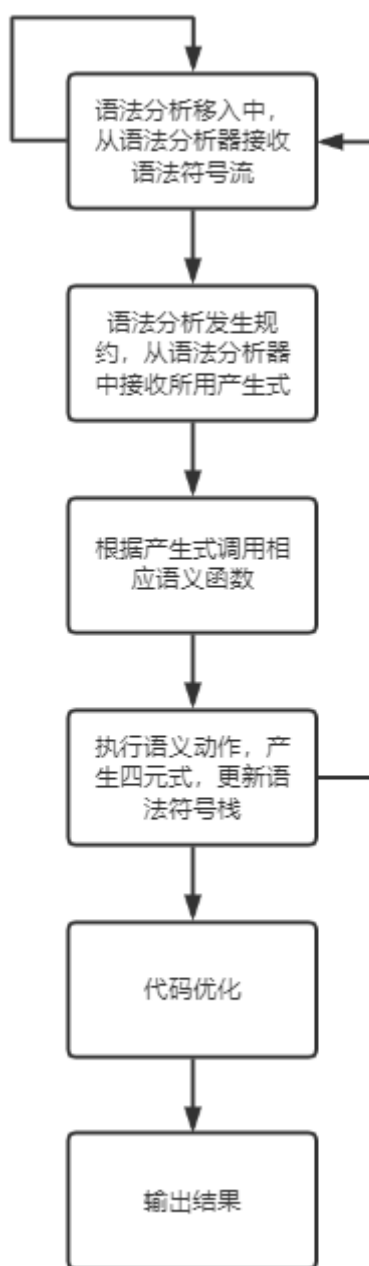 语法分析移入中，
从语法分析器接收
语法符号流
语法分析发生规
约，从语法分析器
中接收所用产生式
根据产生式调用相
应语义函数
执行语义动作，产
生四元式，更新语
法符号栈
代码优化
输出结果